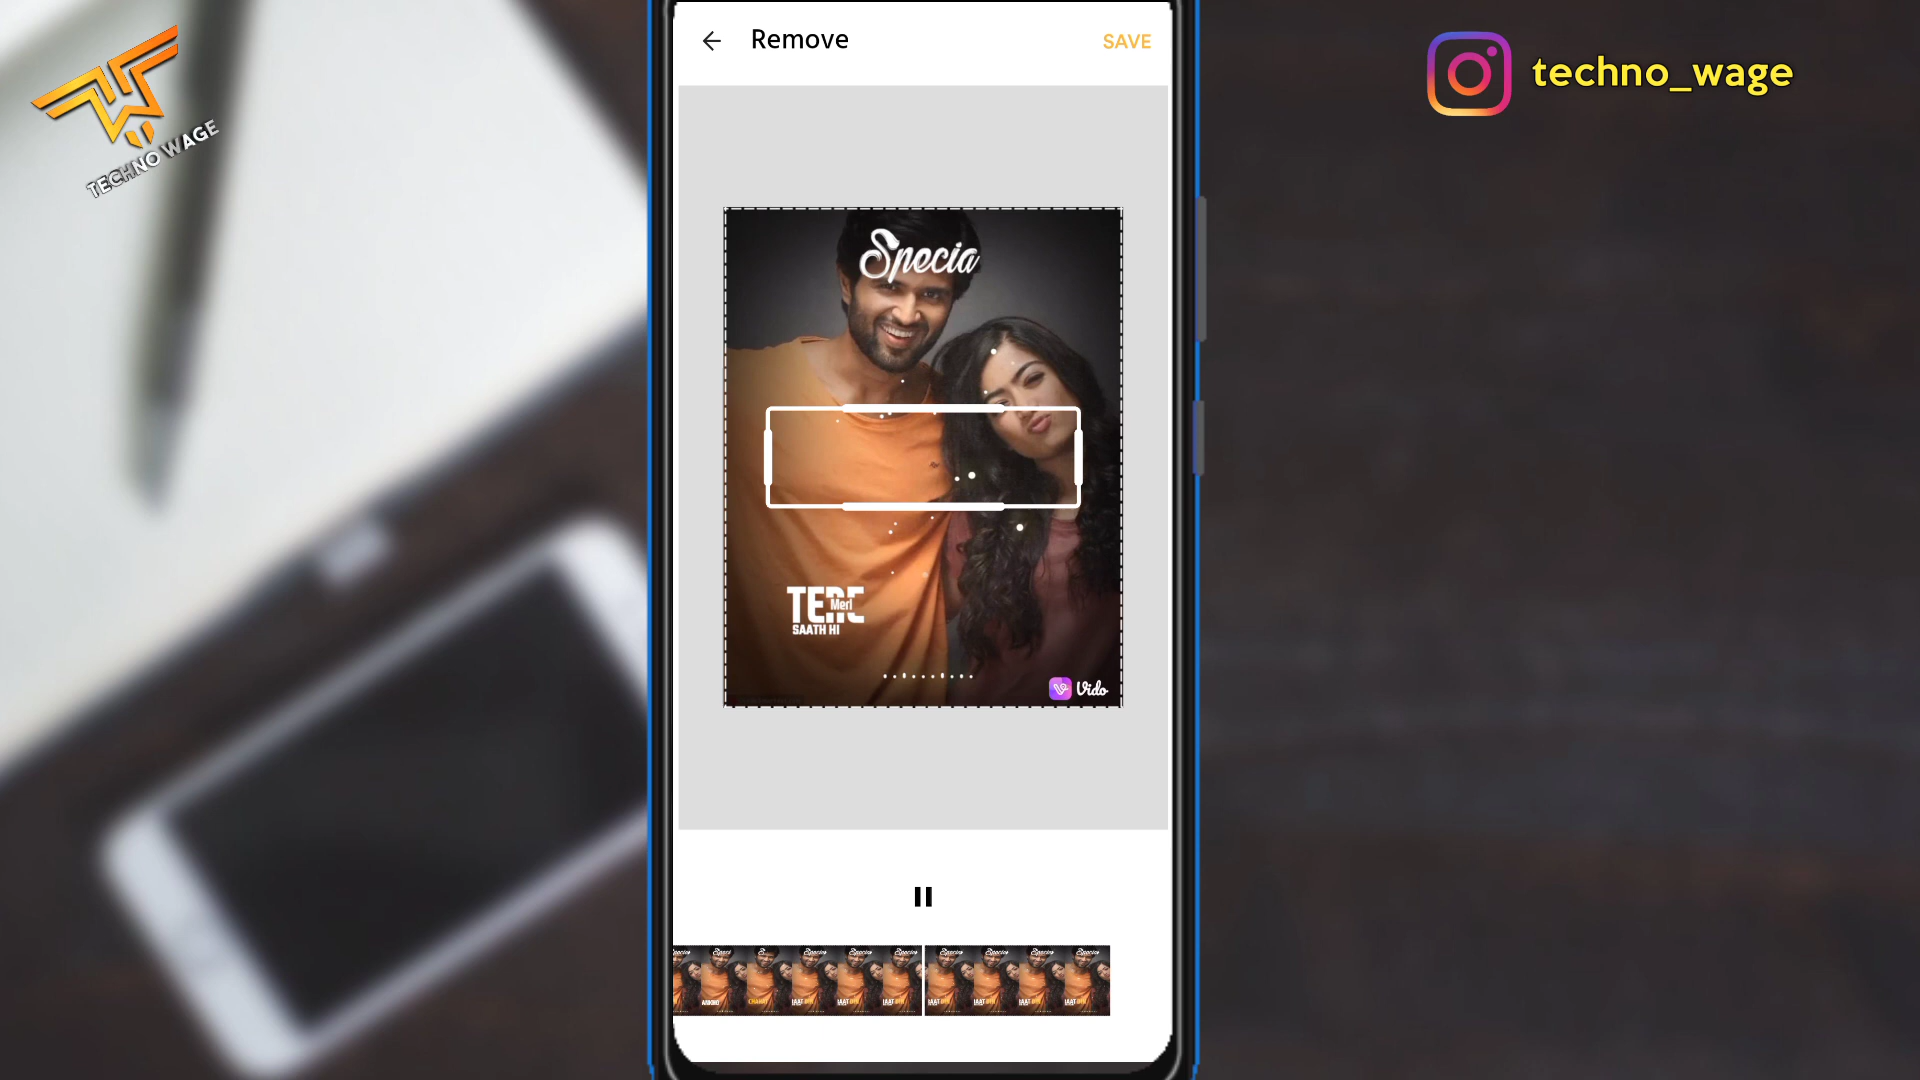 Remove
SAVE
techno_wage
TECHNO WAGE
Specia
TERE
Meri
SAATH HI
Vido